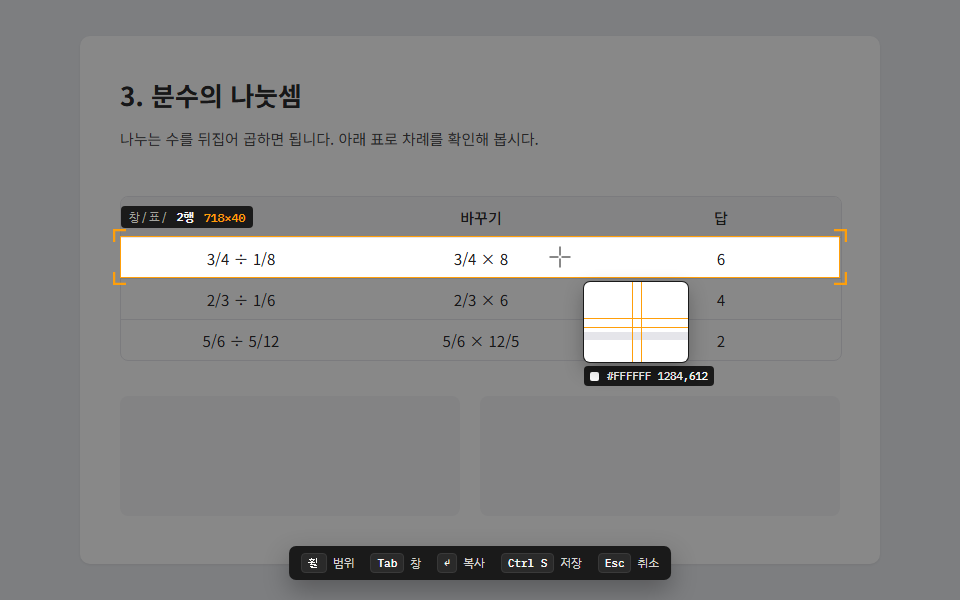 3. 분수의 나눗셈
나누는 수를 뒤집어 곱하면 됩니다. 아래 표로 차례를 확인해 봅시다.
창/표/ 2행 718×40
바꾸기 답
3/4 ÷ 1/8 3/4 × 8 6
2/3 ÷ 1/6 2/3 × 6 4
5/6 ÷ 5/12 5/6 × 12/5 2
#FFFFFF 1284,612
휠 범위 Tab 창 ↵ 복사 Ctrl S 저장 Esc 취소